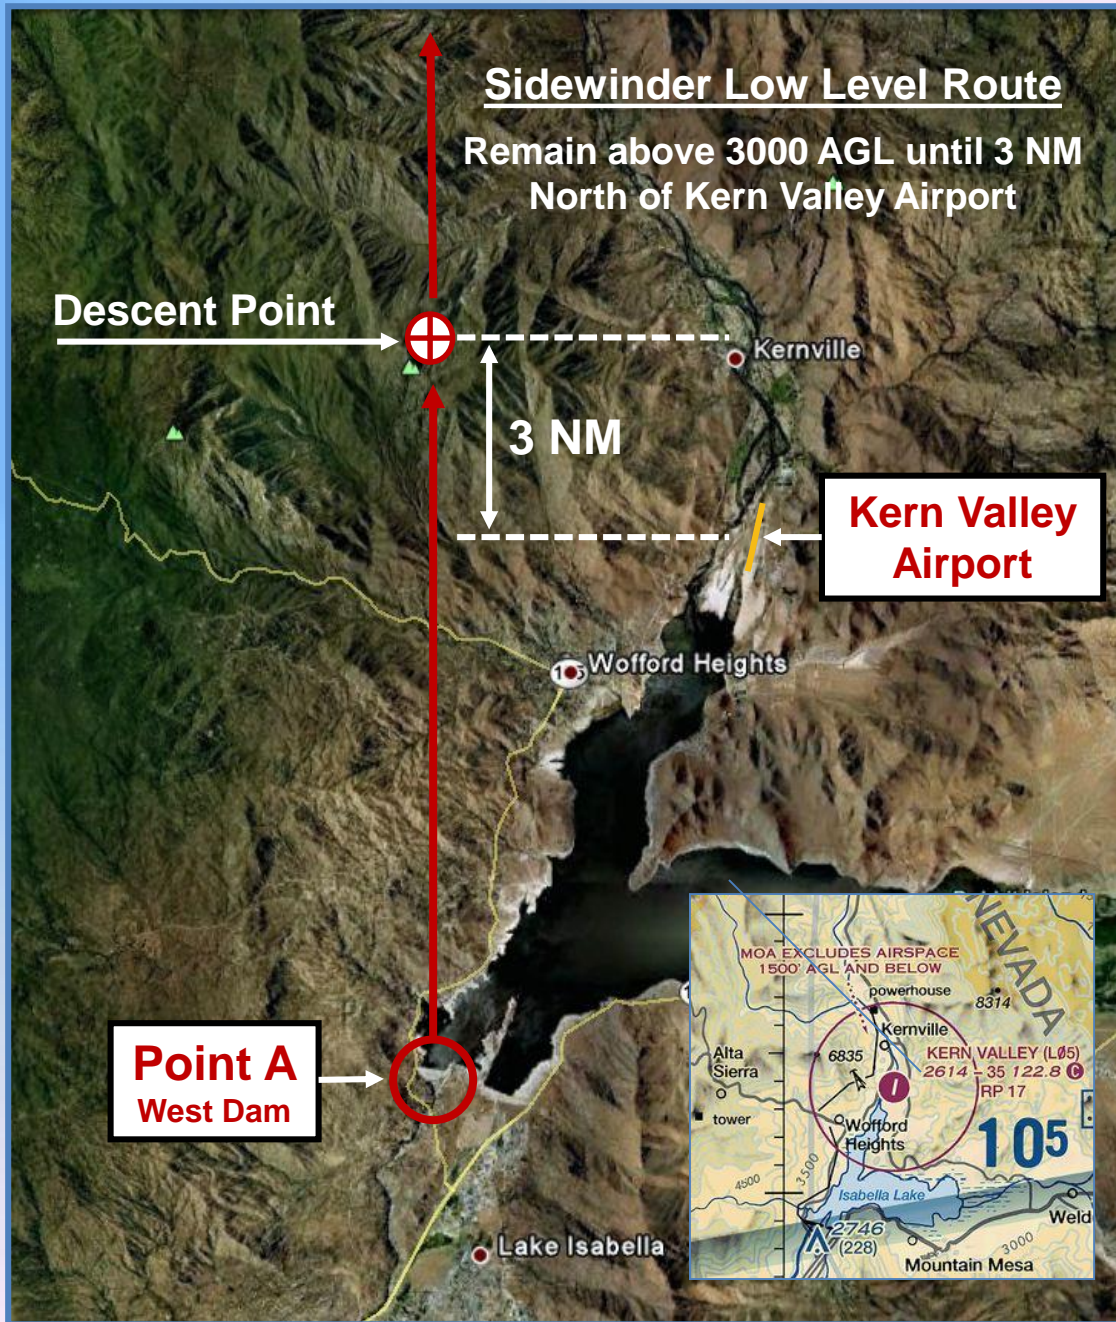 Sidewinder Low Level Route
Remain above 3000 AGL until 3 NM
North of Kern Valley Airport
Descent Point
Kernville
3 NM
Kern Valley
Airport
Wofford Heights
Point A
West Dam
Lake Isabella
NEVADA
MOA EXCLUDES AIRSPACE
1500' AGL AND BELOW
powerhouse
8314
Kernville
Alta
Sierra
6835
KERN VALLEY (LØ5)
2614 - 35 122.8 C
RP 17
tower
Wofford
Heights
10⁵
4500
3500
Isabella Lake
2746
(228)
Weld
3000
Mountain Mesa